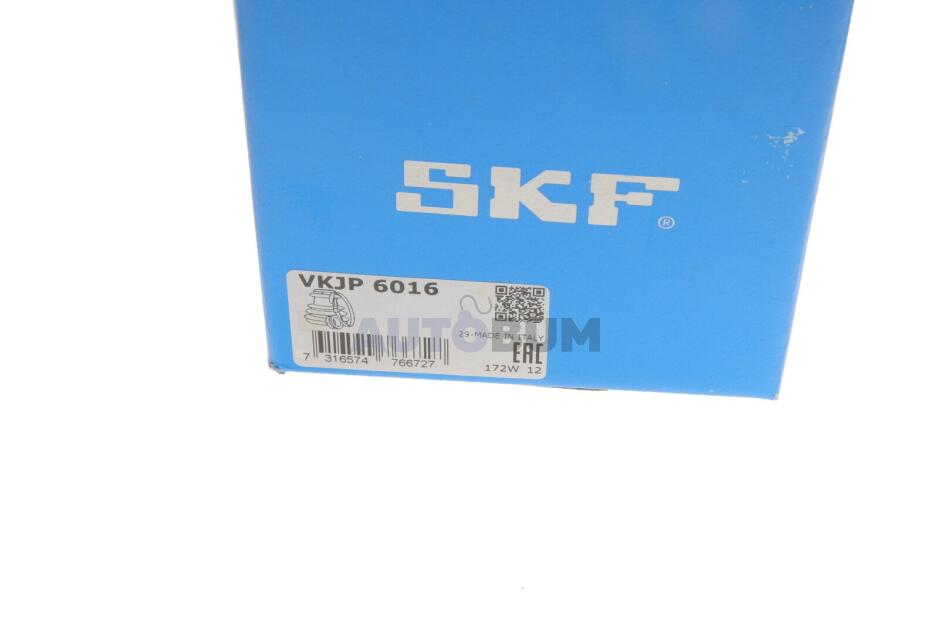 SKF®
VKJP 6016
AUTOBUM
29-MADE IN ITALY
EAC
7 316574 766727
172W 12